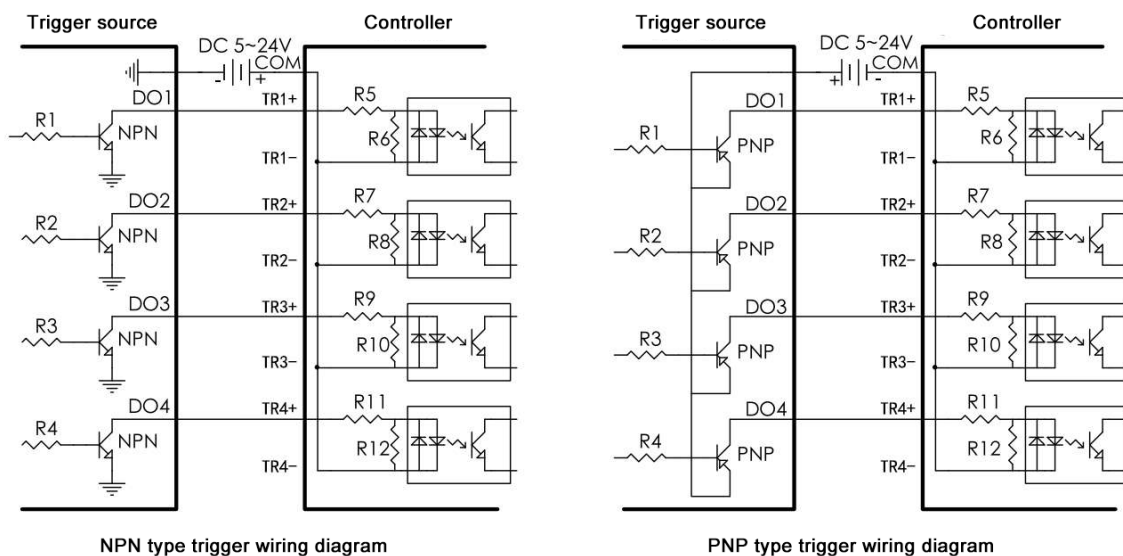 Trigger source
Controller
DC 5~24V
COM
- +
DO1
TR1+
R5
R1
NPN
R6
TR1-
DO2
TR2+
R7
R2
NPN
R8
TR2-
DO3
TR3+
R9
R3
NPN
R10
TR3-
DO4
TR4+
R11
R4
NPN
R12
TR4-
NPN type trigger wiring diagram
Trigger source
Controller
DC 5~24V
COM
+ -
DO1
TR1+
R5
R1
PNP
R6
TR1-
DO2
TR2+
R7
R2
PNP
R8
TR2-
DO3
TR3+
R9
R3
PNP
R10
TR3-
DO4
TR4+
R11
R4
PNP
R12
TR4-
PNP type trigger wiring diagram